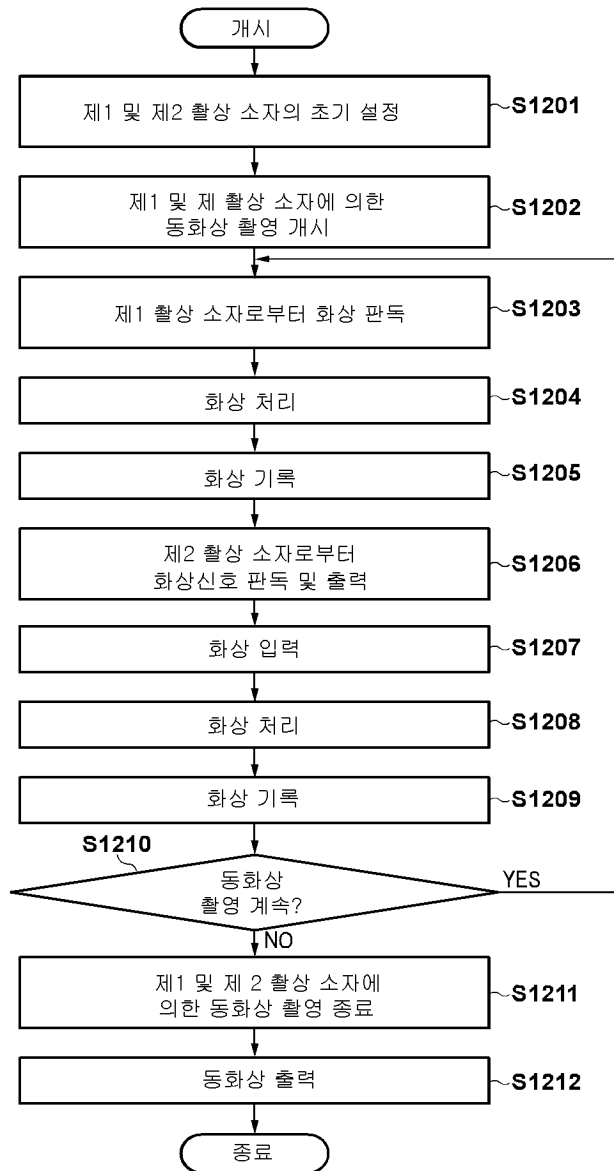 개시
제1 및 제2 촬상 소자의 초기 설정
S1201
제1 및 제 촬상 소자에 의한
동화상 촬영 개시
S1202
제1 촬상 소자로부터 화상 판독
S1203
화상 처리
S1204
화상 기록
S1205
제2 촬상 소자로부터
화상신호 판독 및 출력
S1206
화상 입력
S1207
화상 처리
S1208
화상 기록
S1209
S1210
동화상
촬영 계속?
YES
NO
제1 및 제 2 촬상 소자에
의한 동화상 촬영 종료
S1211
동화상 출력
S1212
종료